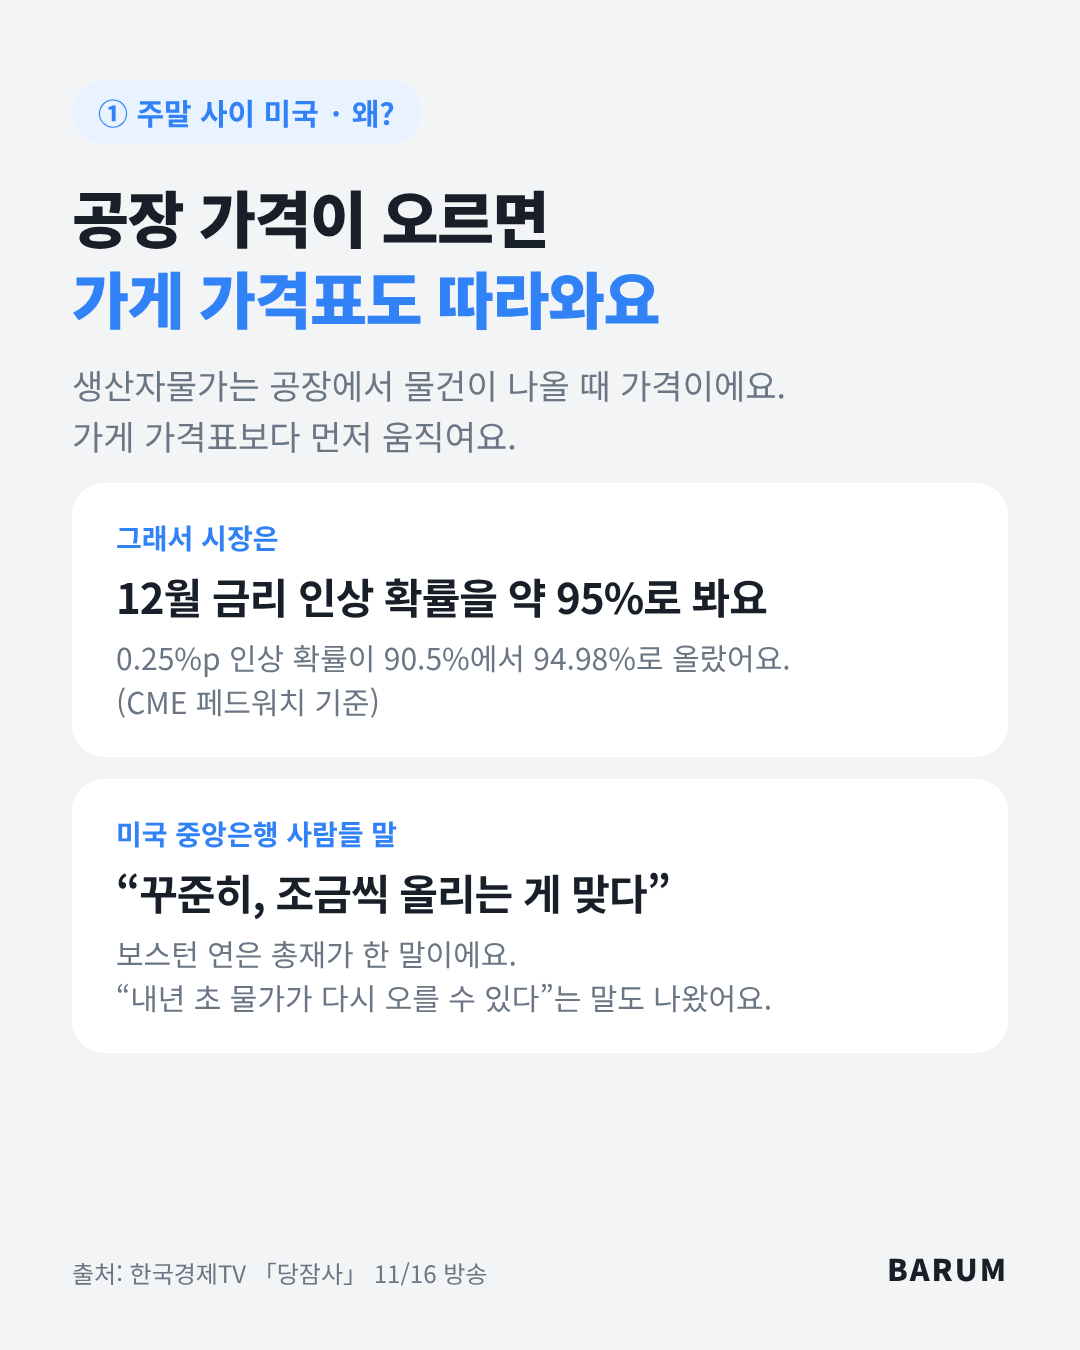 ① 주말 사이 미국 · 왜?
공장 가격이 오르면
가게 가격표도 따라와요
생산자물가는 공장에서 물건이 나올 때 가격이에요.
가게 가격표보다 먼저 움직여요.
그래서 시장은
12월 금리 인상 확률을 약 95%로 봐요
0.25%p 인상 확률이 90.5%에서 94.98%로 올랐어요.
(CME 페드워치 기준)
미국 중앙은행 사람들 말
“꾸준히, 조금씩 올리는 게 맞다”
보스턴 연은 총재가 한 말이에요.
“내년 초 물가가 다시 오를 수 있다”는 말도 나왔어요.
출처: 한국경제TV 「당잠사」 11/16 방송
BARUM